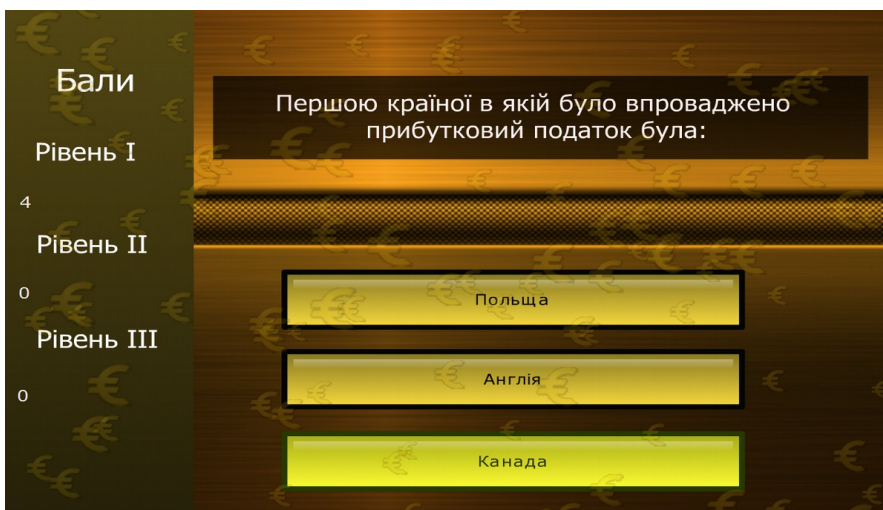 Бали
Рівень I
4
Рівень II
0
Рівень III
0
Першою країної в якій було впроваджено
прибутковий податок була:
Польща
Англія
Канада